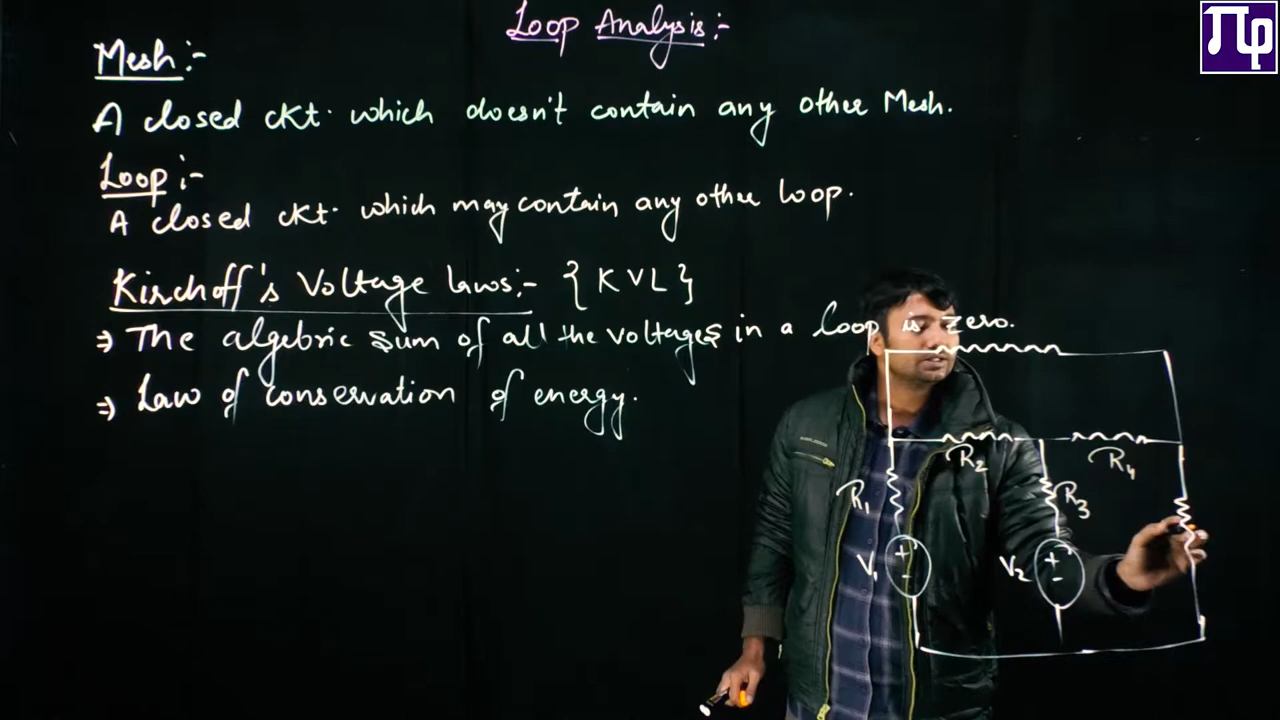 Loop Analysis:-
Mesh:-
A closed ckt. which doesn't contain any other Mesh.
Loop:-
A closed ckt. which may contain any other loop.
Kirchoff's Voltage laws:- {KVL}
⇒ The algebric sum of all the voltages in a loop is zero.
⇒ Law of conservation of energy.
R2 R4
R1 R3
V1 + - V2 + -
πφ